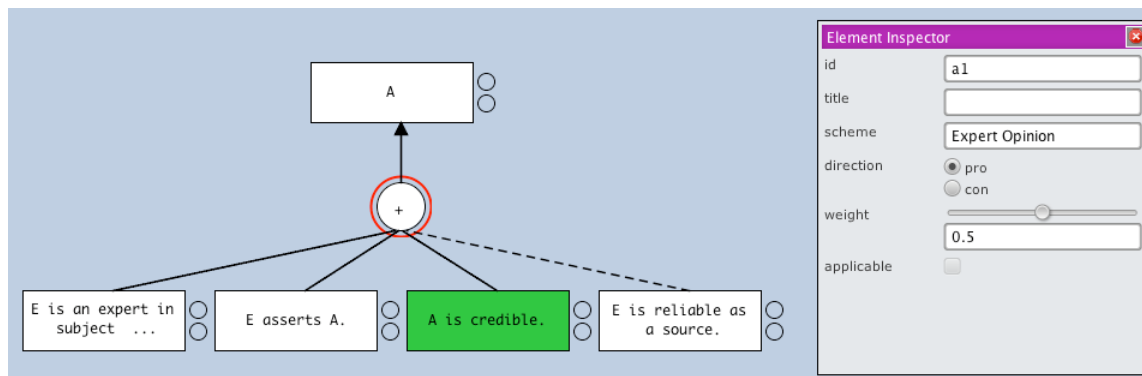 A
+
E is an expert in
subject ...
E asserts A.
A is credible.
E is reliable as
a source.
Element Inspector
id
a1
title
scheme
Expert Opinion
direction
pro
con
weight
0.5
applicable